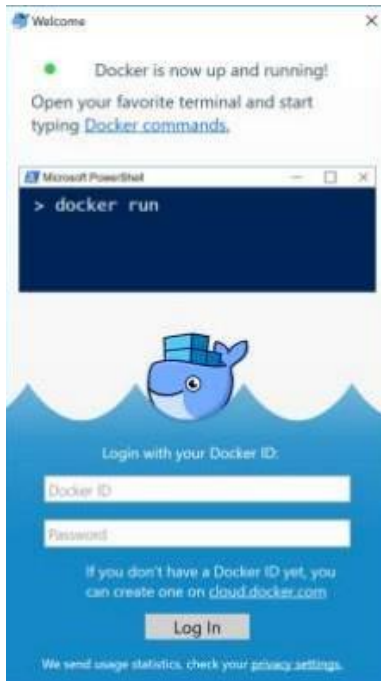 Welcome
Docker is now up and running!
Open your favorite terminal and start
typing Docker commands.
Microsoft PowerShell
> docker run
Login with your Docker ID:
Docker ID
Password
If you don't have a Docker ID yet, you
can create one on cloud.docker.com
Log In
We send usage statistics, check your privacy settings.